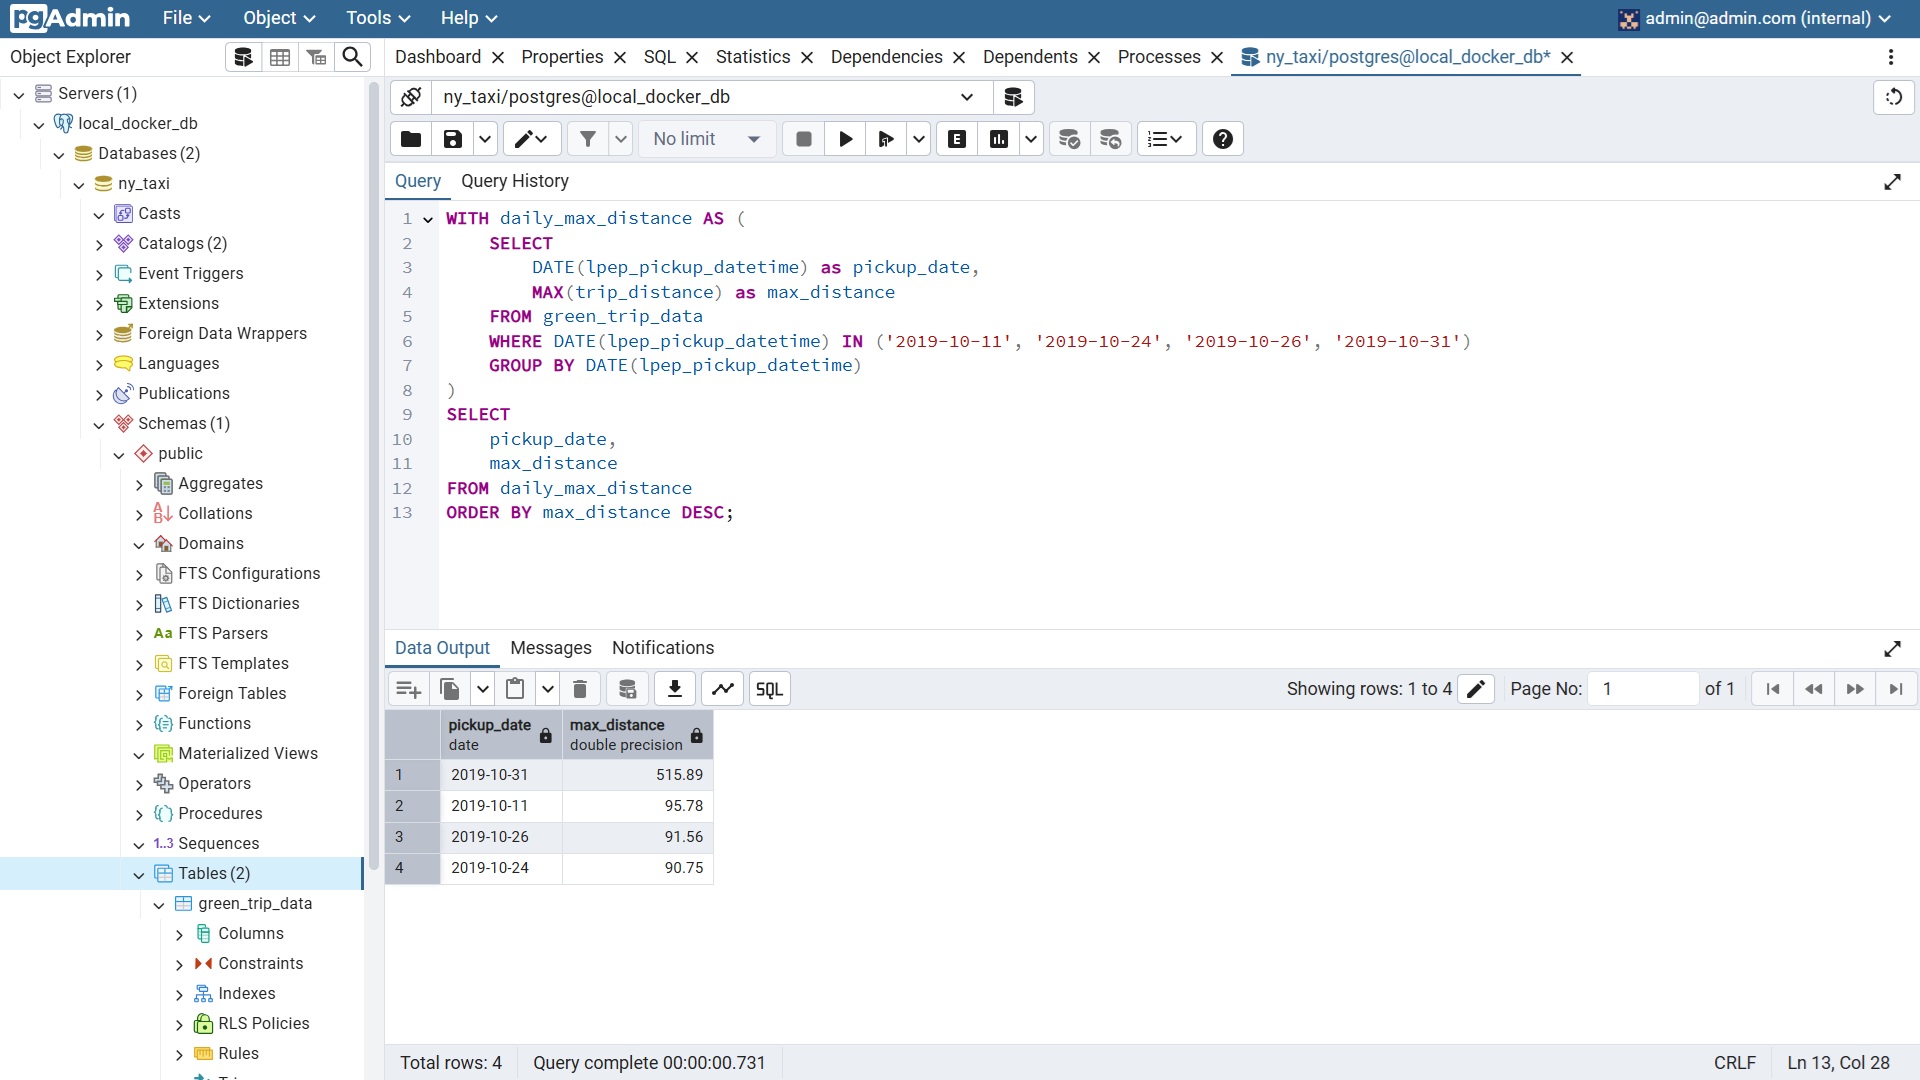 pgAdmin File Object Tools Help admin@admin.com (internal)
Object Explorer
Dashboard Properties SQL Statistics Dependencies Dependents Processes ny_taxi/postgres@local_docker_db*
Servers (1)
local_docker_db
Databases (2)
ny_taxi
Casts
Catalogs (2)
Event Triggers
Extensions
Foreign Data Wrappers
Languages
Publications
Schemas (1)
public
Aggregates
Collations
Domains
FTS Configurations
FTS Dictionaries
Aa FTS Parsers
FTS Templates
Foreign Tables
Functions
Materialized Views
Operators
Procedures
1..3 Sequences
Tables (2)
green_trip_data
Columns
Constraints
Indexes
RLS Policies
Rules
ny_taxi/postgres@local_docker_db
No limit
E
Query Query History
1 WITH daily_max_distance AS (
2 SELECT
3 DATE(lpep_pickup_datetime) as pickup_date,
4 MAX(trip_distance) as max_distance
5 FROM green_trip_data
6 WHERE DATE(lpep_pickup_datetime) IN ('2019-10-11', '2019-10-24', '2019-10-26', '2019-10-31')
7 GROUP BY DATE(lpep_pickup_datetime)
8 )
9 SELECT
10 pickup_date,
11 max_distance
12 FROM daily_max_distance
13 ORDER BY max_distance DESC;
Data Output Messages Notifications
SQL Showing rows: 1 to 4 Page No: 1 of 1
pickup_date max_distance
date double precision
1 2019-10-31 515.89
2 2019-10-11 95.78
3 2019-10-26 91.56
4 2019-10-24 90.75
Total rows: 4 Query complete 00:00:00.731 CRLF Ln 13, Col 28